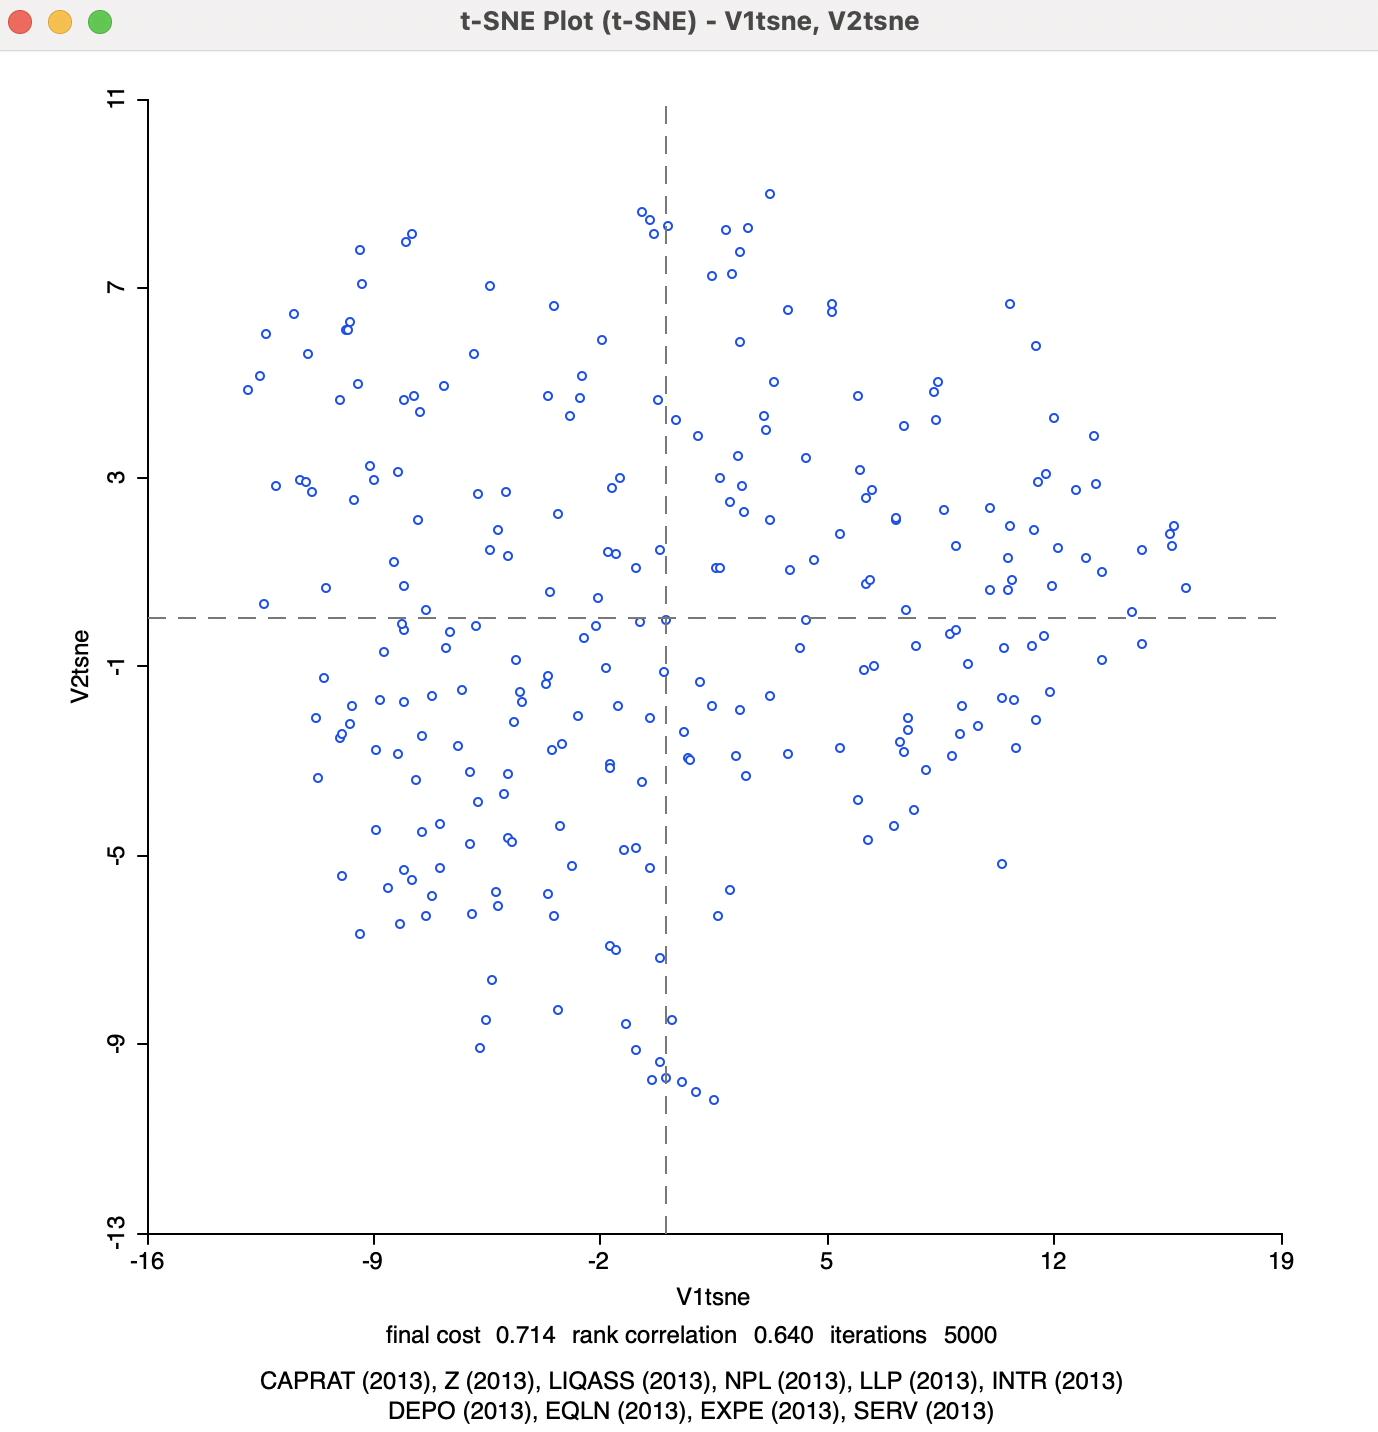 t-SNE Plot (t-SNE) - V1tsne, V2tsne
11
7
3
-1
-5
-9
-13
V2tsne
-16 -9 -2 5 12 19
V1tsne
final cost 0.714 rank correlation 0.640 iterations 5000
CAPRAT (2013), Z (2013), LIQASS (2013), NPL (2013), LLP (2013), INTR (2013)
DEPO (2013), EQLN (2013), EXPE (2013), SERV (2013)